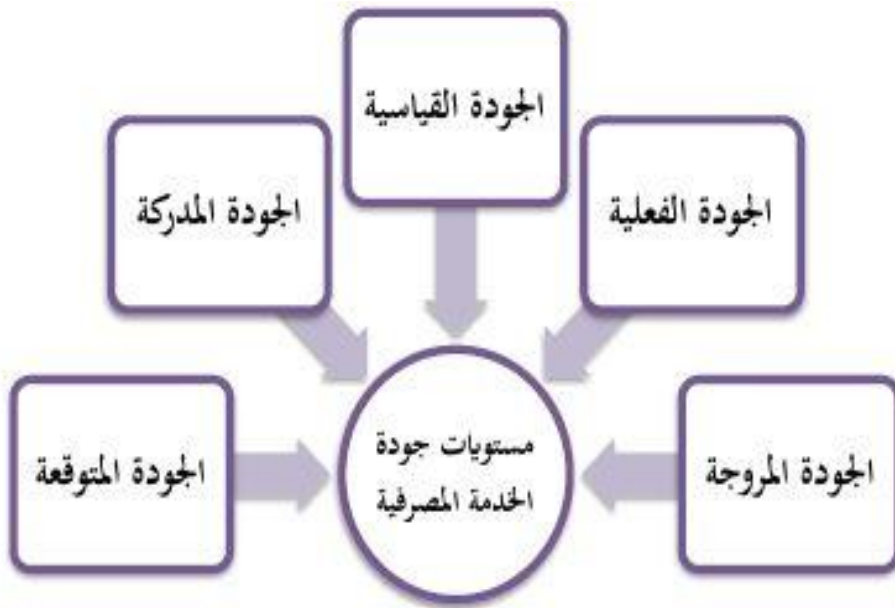 الجودة القياسية
الجودة الفعلية
الجودة المدركة
الجودة المروجة
مستويات جودة
الخدمة المصرفية
الجودة المتوقعة